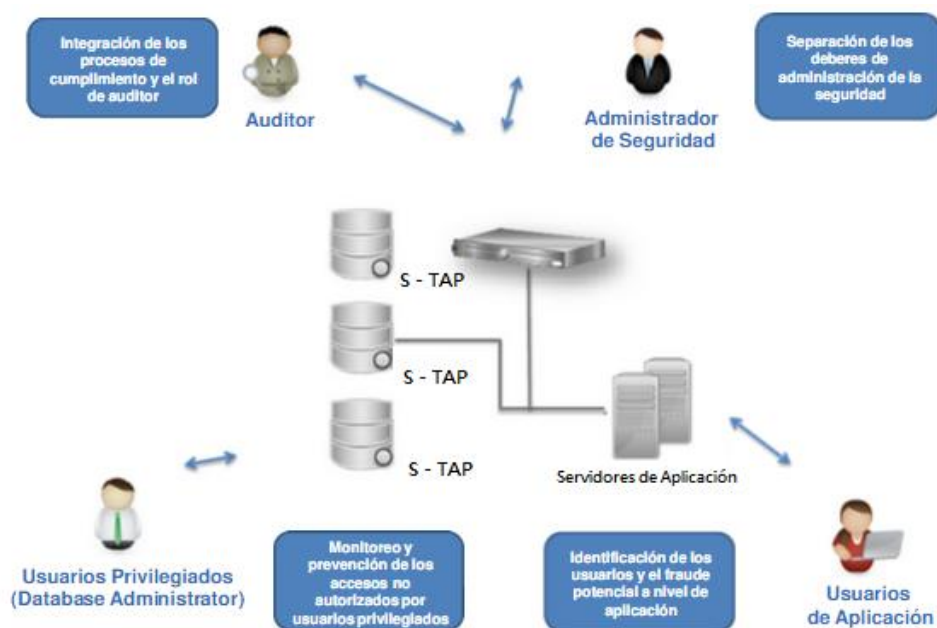 Integración de los
procesos de
cumplimiento y el rol
de auditor
Auditor
Administrador
de Seguridad
Separación de los
deberes de
administración de la
seguridad
S - TAP
S - TAP
S - TAP
Servidores de Aplicación
Usuarios Privilegiados
(Database Administrator)
Monitoreo y
prevención de los
accesos no
autorizados por
usuarios privilegiados
Identificación de los
usuarios y el fraude
potencial a nivel de
aplicación
Usuarios
de Aplicación